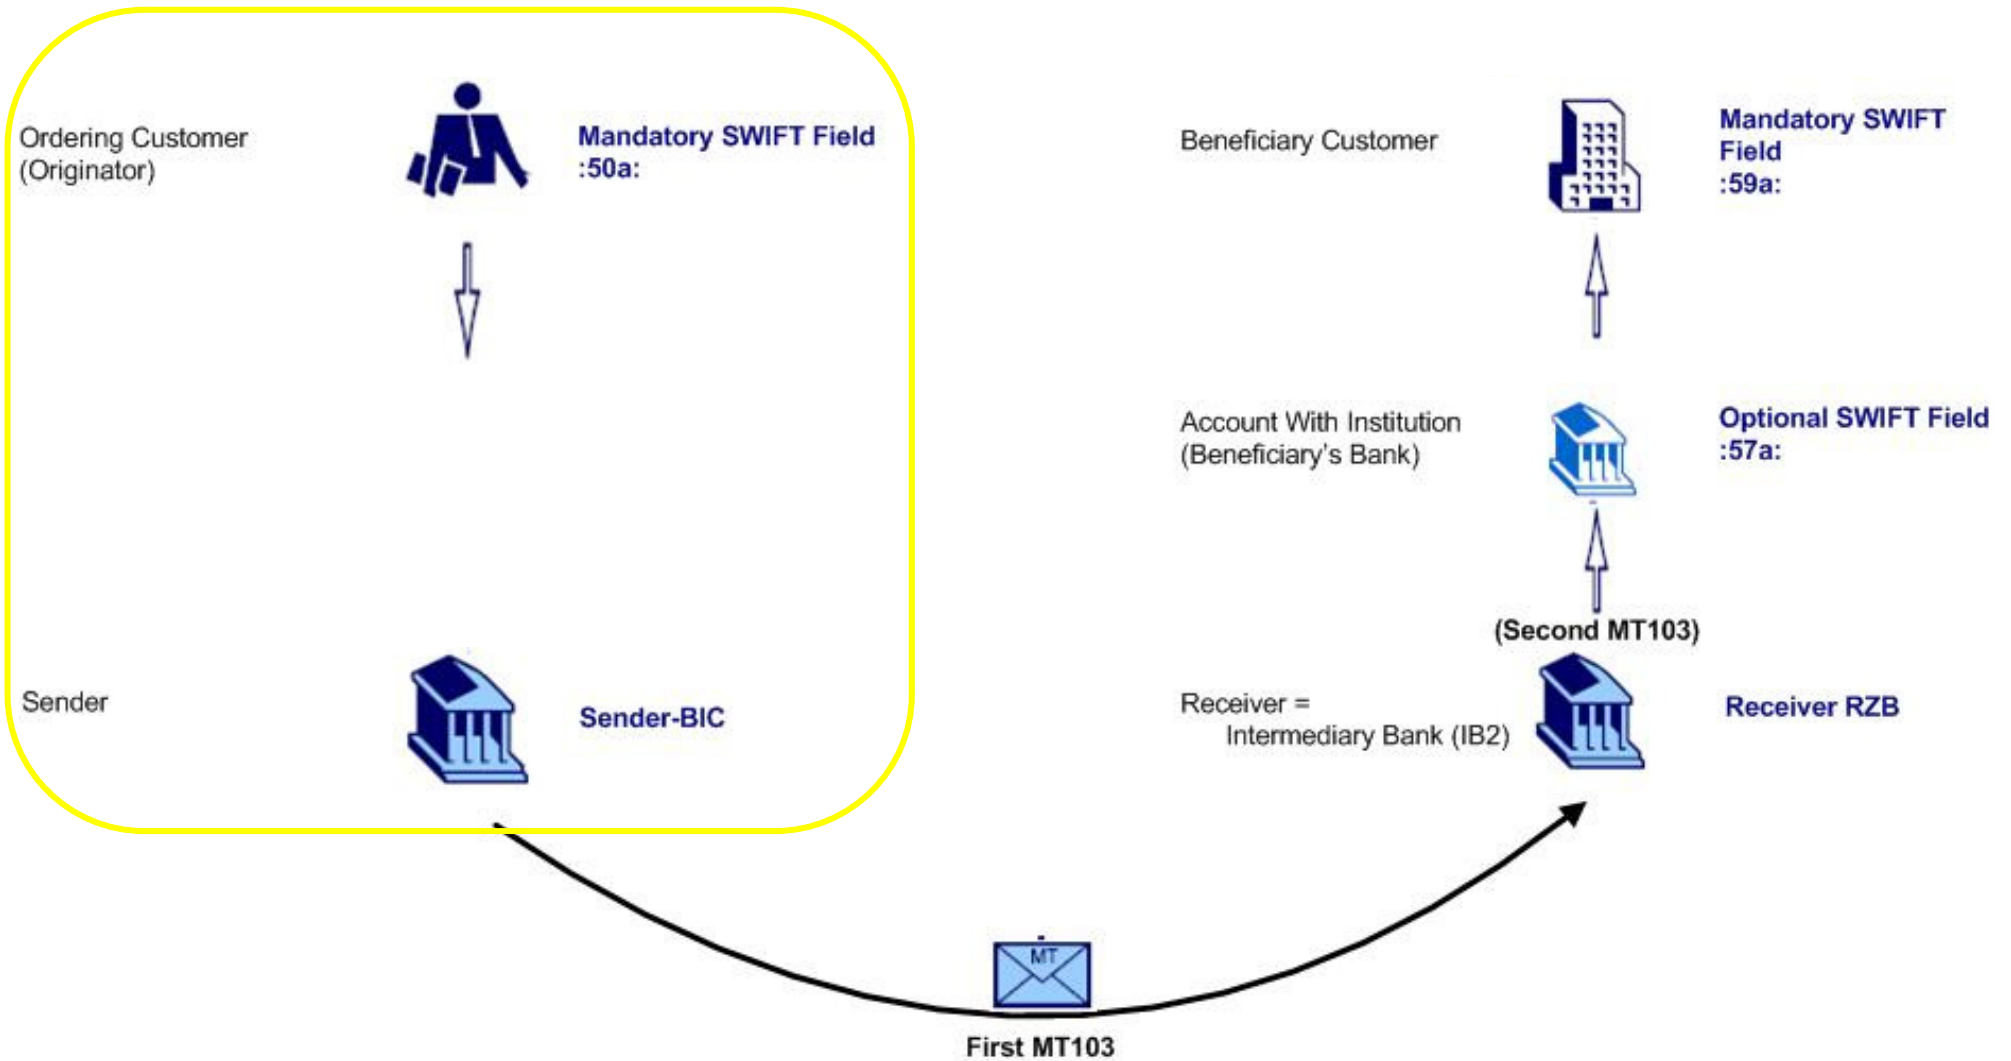 Ordering Customer
(Originator)
Mandatory SWIFT Field
:50a:
Sender
Sender-BIC
Beneficiary Customer
Mandatory SWIFT
Field
:59a:
Account With Institution
(Beneficiary's Bank)
Optional SWIFT Field
:57a:
(Second MT103)
Receiver =
Intermediary Bank (IB2)
Receiver RZB
MT
First MT103